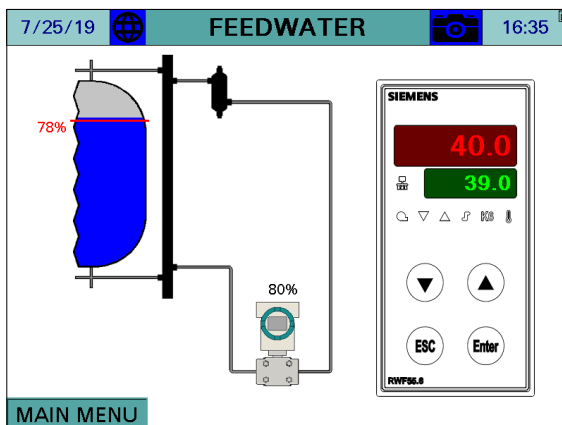 7/25/19 FEEDWATER 16:35
78%
80%
SIEMENS
40.0
39.0
ESC Enter
RWF55.6
MAIN MENU